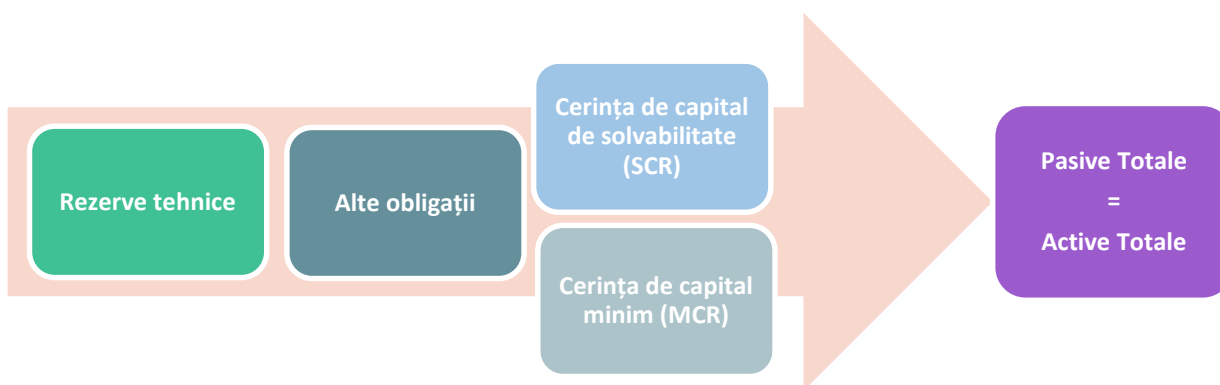 Rezerve tehnice
Alte obligații
Cerința de capital
de solvabilitate
(SCR)
Cerința de capital
minim (MCR)
Pasive Totale
=
Active Totale